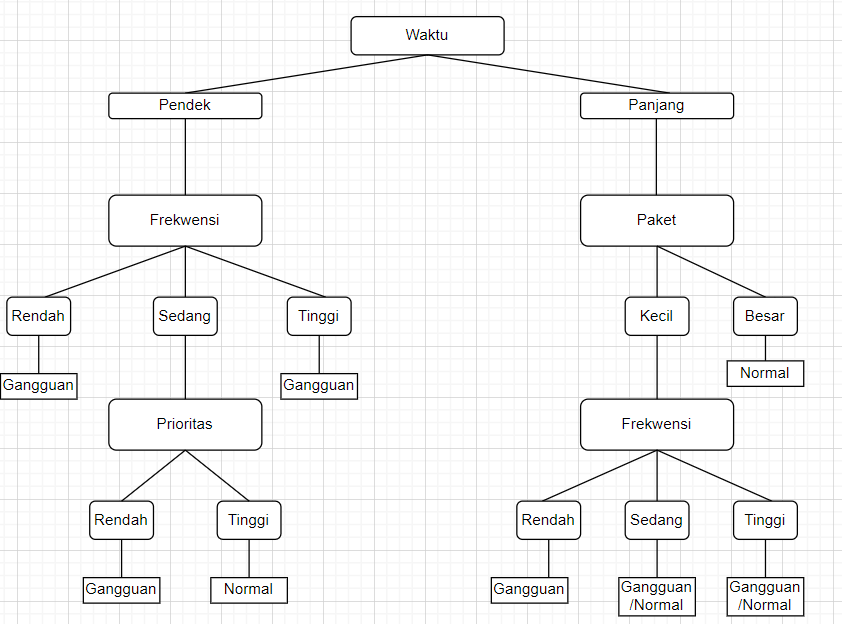 Waktu
Pendek
Panjang
Frekwensi
Paket
Rendah
Sedang
Tinggi
Kecil
Besar
Gangguan
Gangguan
Normal
Prioritas
Frekwensi
Rendah
Tinggi
Rendah
Sedang
Tinggi
Gangguan
Normal
Gangguan
Gangguan
/Normal
Gangguan
/Normal